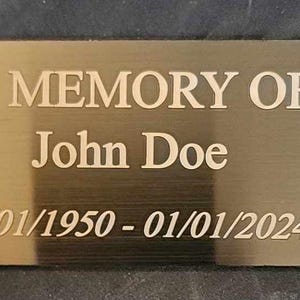 MEMORY OF
John Doe
01/1950 - 01/01/2024